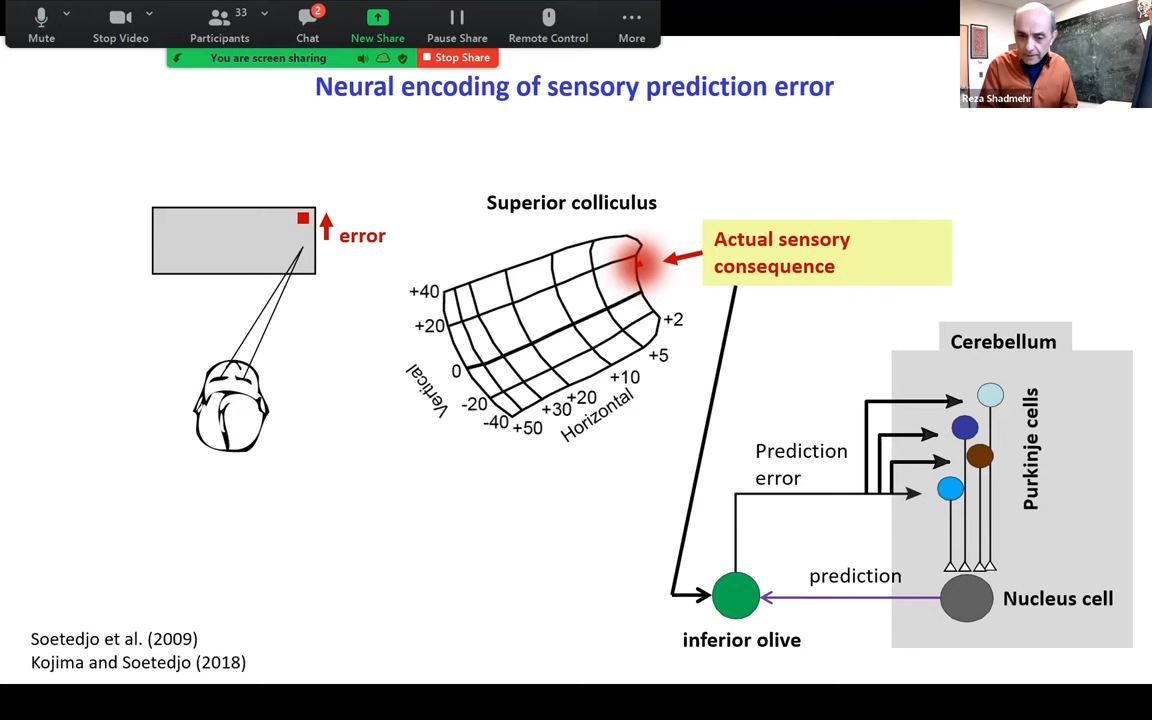 Mute
Stop Video
33
Participants
2
Chat
New Share
Pause Share
Remote Control
More
You are screen sharing
Stop Share
Reza Shadmehr
Neural encoding of sensory prediction error
error
Superior colliculus
Actual sensory
consequence
+40
+20
0
-20
-40
Vertical
+50
+30
+20
+10
+5
+2
Horizontal
Cerebellum
Purkinje cells
Prediction
error
prediction
Nucleus cell
inferior olive
Soetedjo et al. (2009)
Kojima and Soetedjo (2018)